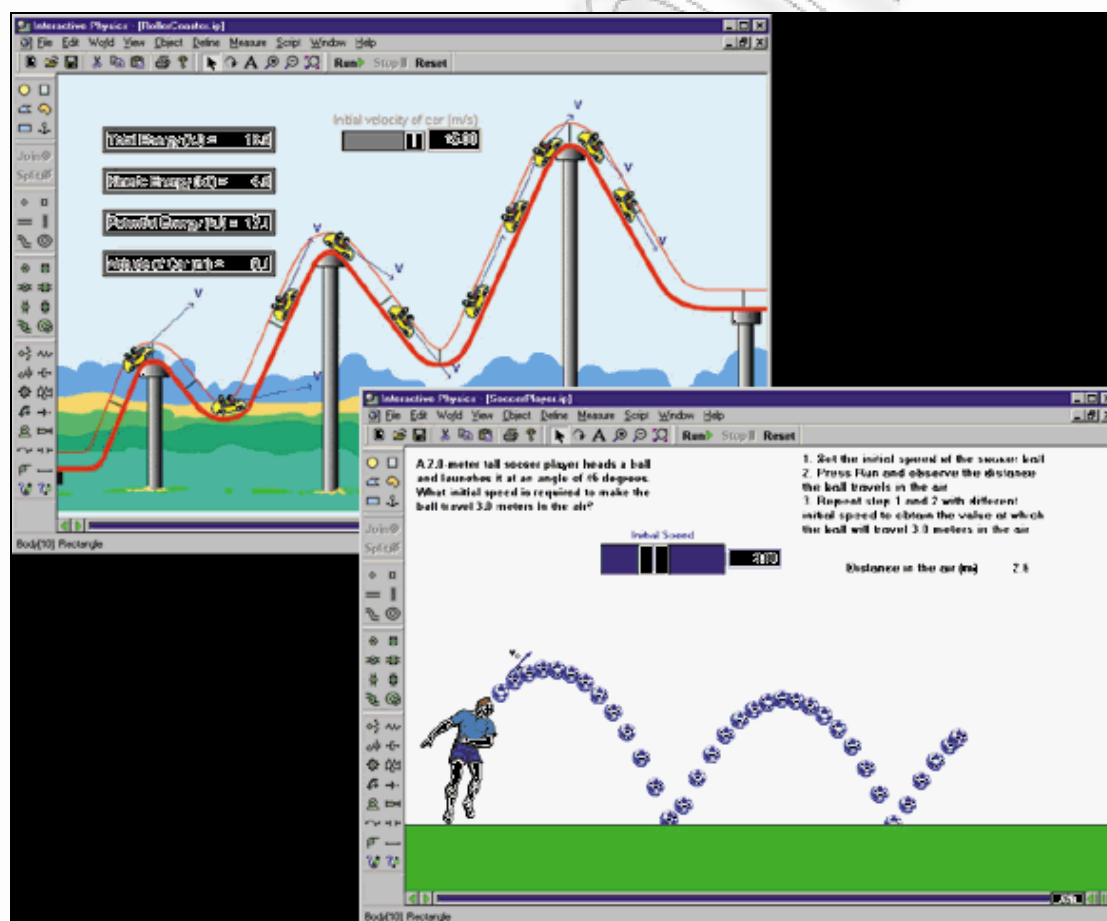 Interactive Physics - [RollerCoaster.ip]
File Edit World View Object Define Measure Script Window Help
Run Stop Reset
Join
Split
Total Energy (kJ) =
Initial velocity of car (m/s)
Kinetic Energy (kJ) =
Potential Energy (kJ) =
Altitude of Car (m) =
V
V
V
V
V
V
V
Body[10] Rectangle
Interactive Physics - [SoccerPlayer.ip]
File Edit World View Object Define Measure Script Window Help
Run Stop Reset
Join
Split
A 2.0-meter tall soccer player heads a ball
and launches it at an angle of 45 degrees.
What initial speed is required to make the
ball travel 3.0 meters in the air?
1. Set the initial speed of the soccer ball
2. Press Run and observe the distance
the ball travels in the air
3. Repeat step 1 and 2 with different
initial speed to obtain the value at which
the ball will travel 3.0 meters in the air
Initial Speed
Distance in the air (m)
Body[10] Rectangle